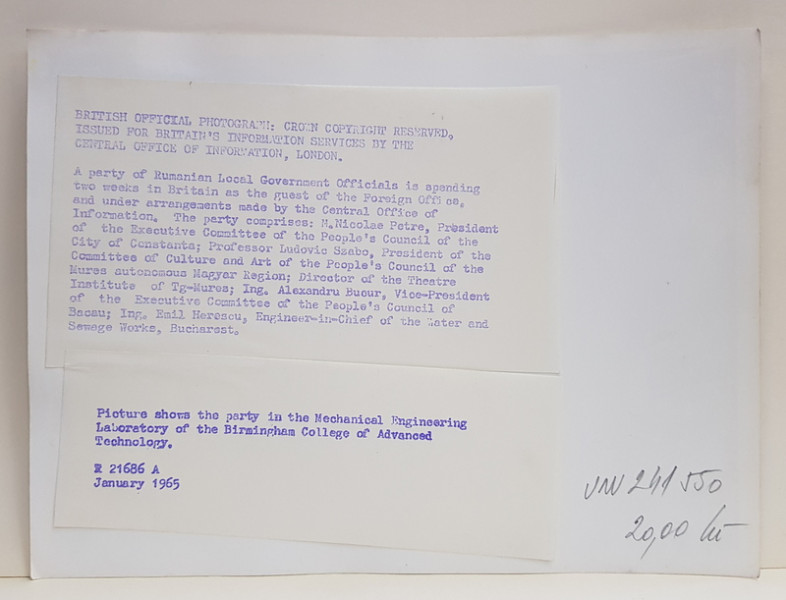 BRITISH OFFICIAL PHOTOGRAPH: CROWN COPYRIGHT RESERVED,
ISSUED FOR BRITAIN'S INFORMATION SERVICES BY THE
CENTRAL OFFICE OF INFORMATION, LONDON.
A party of Rumanian Local Government Officials is spending
two weeks in Britain as the guest of the Foreign Office,
and under arrangements made by the Central Office of
Information. The party comprises: M.Nicolae Petre, President
of the Executive Committee of the People's Council of the
City of Constanta; Professor Ludovic Szabo, President of the
Committee of Culture and Art of the People's Council of the
Mures autonomous Magyar Region; Director of the Theatre
Institute of Tg-Mures; Ing. Alexandru Buour, Vice-President
of the Executive Committee of the People's Council of
Bacau; Ing. Emil Herescu, Engineer-in-Chief of the Water and
Sewage Works, Bucharest.
Picture shows the party in the Mechanical Engineering
Laboratory of the Birmingham College of Advanced
Technology.
R 21686 A
January 1965
241550
20,00